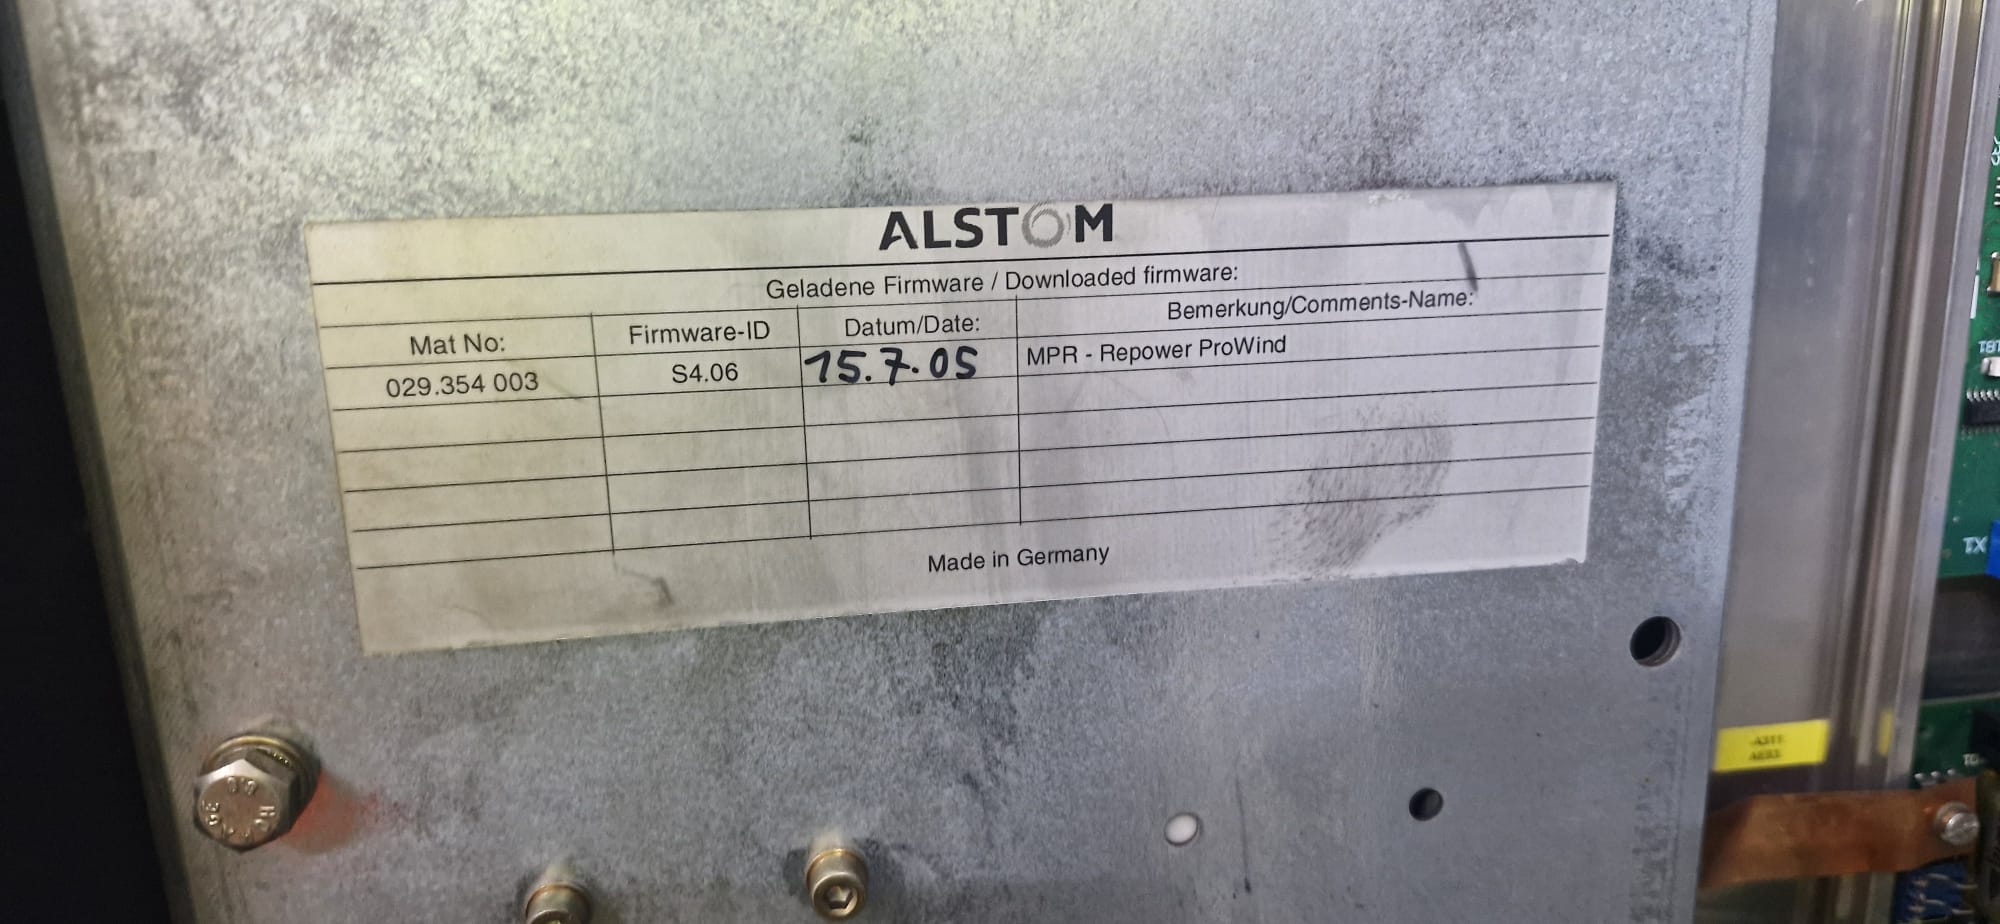 ALSTOM
Geladene Firmware / Downloaded firmware:
Mat No: Firmware-ID Datum/Date: Bemerkung/Comments-Name:
029.354 003 S4.06 15.7.05 MPR - Repower ProWind
Made in Germany
TX